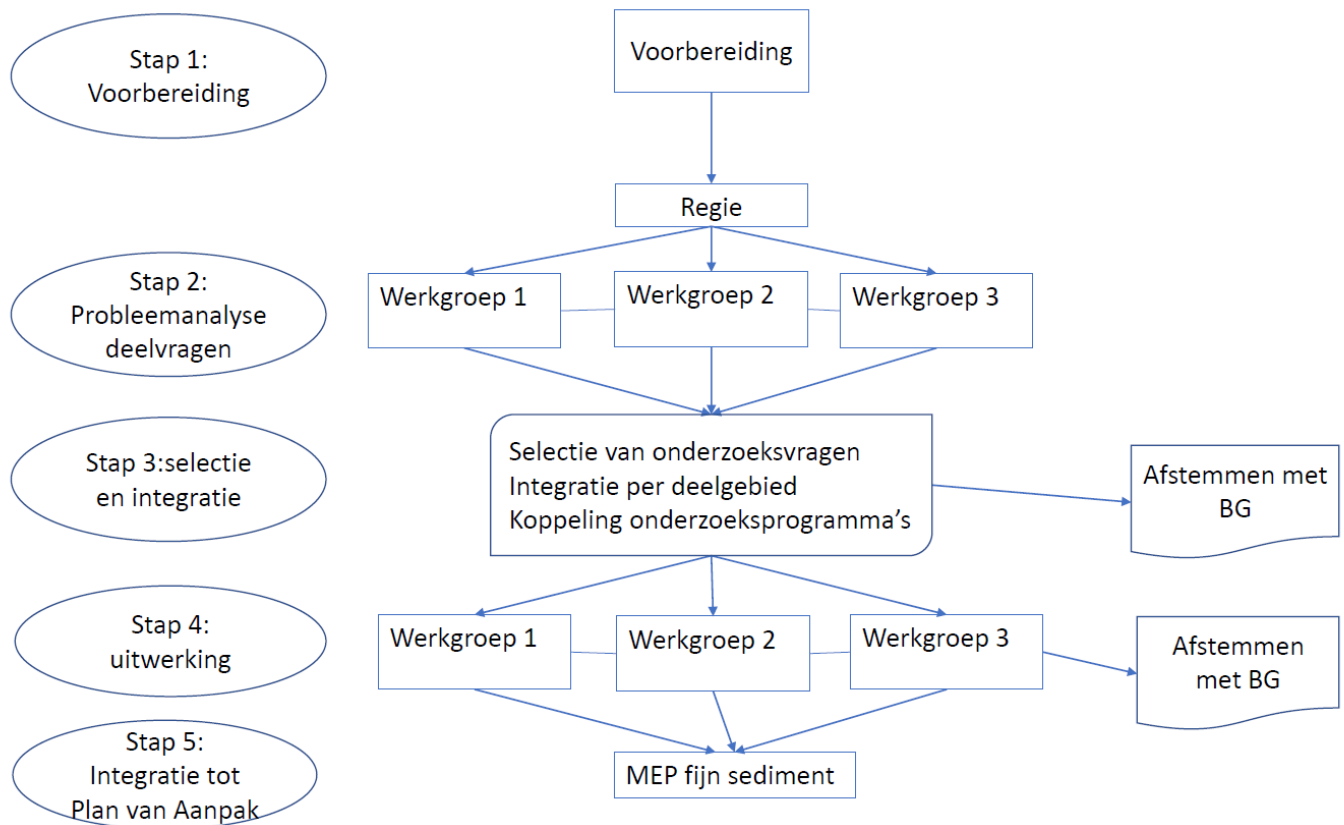 Stap 1:
Voorbereiding
Voorbereiding
Regie
Stap 2:
Probleemanalyse
deelvragen
Werkgroep 1
Werkgroep 2
Werkgroep 3
Stap 3:selectie
en integratie
Selectie van onderzoeksvragen
Integratie per deelgebied
Koppeling onderzoeksprogramma’s
Afstemmen met
BG
Stap 4:
uitwerking
Werkgroep 1
Werkgroep 2
Werkgroep 3
Afstemmen
met BG
Stap 5:
Integratie tot
Plan van Aanpak
MEP fijn sediment